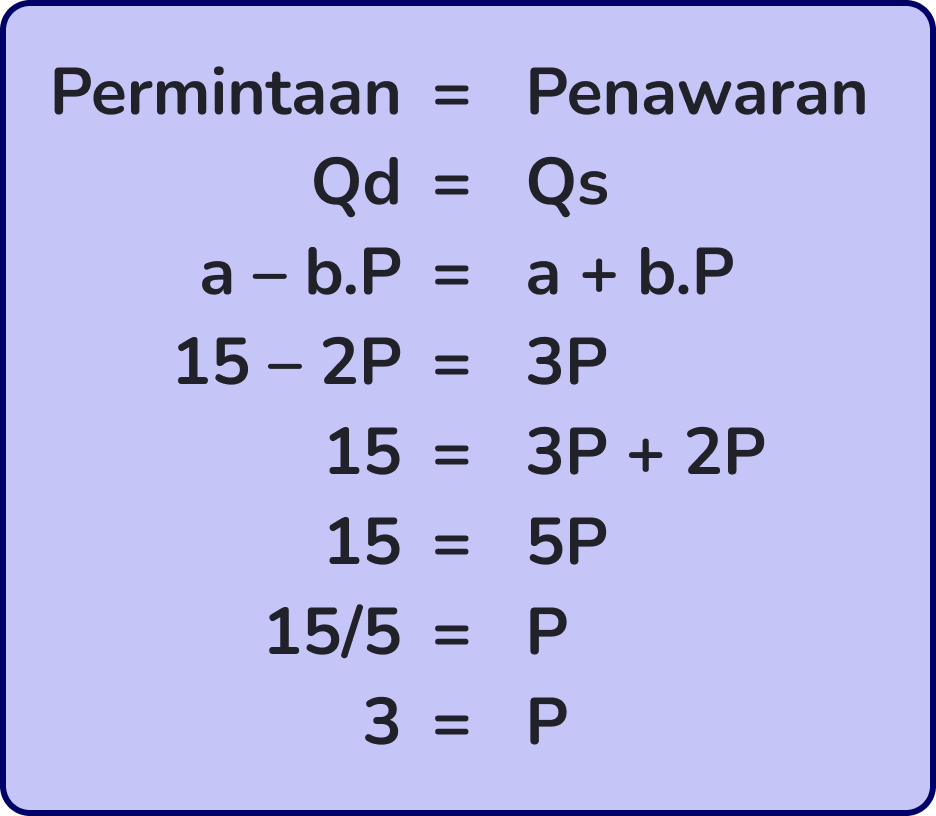 Permintaan = Penawaran
Qd = Qs
a – b.P = a + b.P
15 – 2P = 3P
15 = 3P + 2P
15 = 5P
15/5 = P
3 = P